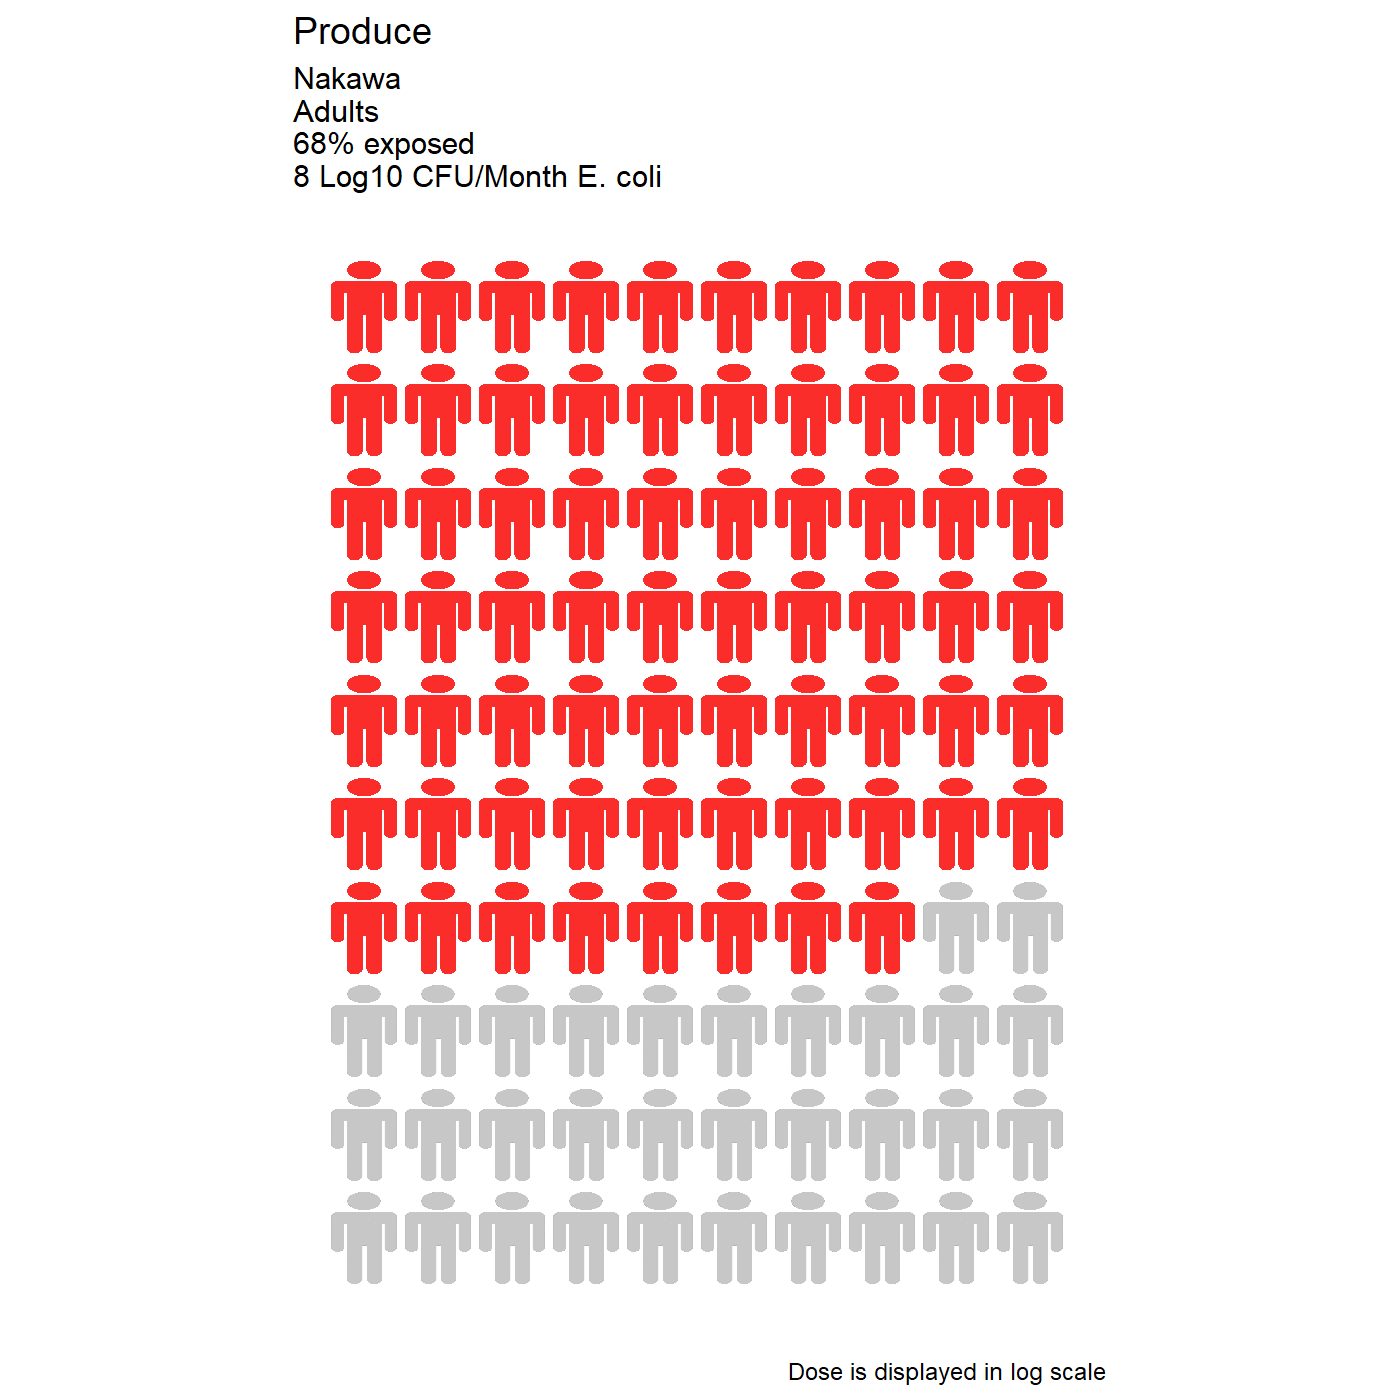 Produce
Nakawa
Adults
68% exposed
8 Log10 CFU/Month E. coli
Dose is displayed in log scale